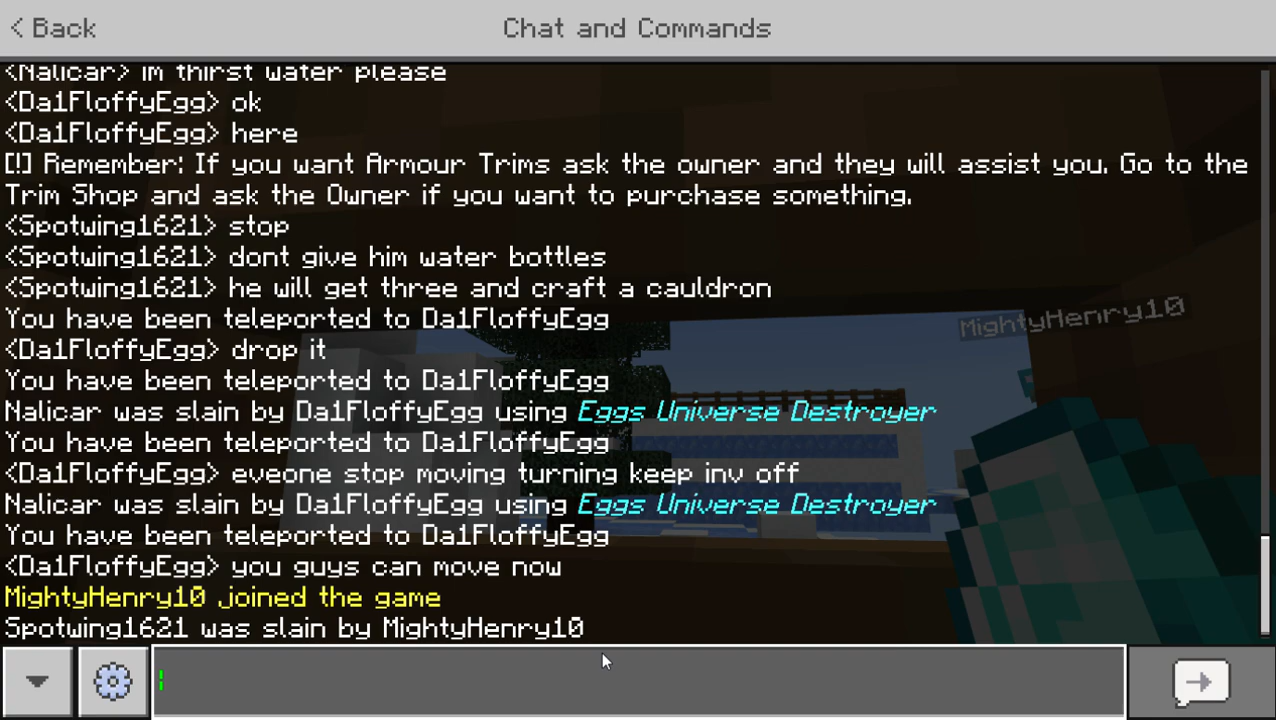 < Back
Chat and Commands
<Nalicar> im thirst water please
<Da1FloffyEgg> ok
<Da1FloffyEgg> here
[!] Remember: If you want Armour Trims ask the owner and they will assist you. Go to the
Trim Shop and ask the Owner if you want to purchase something.
<Spotwing1621> stop
<Spotwing1621> dont give him water bottles
<Spotwing1621> he will get three and craft a cauldron
You have been teleported to Da1FloffyEgg
<Da1FloffyEgg> drop it
You have been teleported to Da1FloffyEgg
Nalicar was slain by Da1FloffyEgg using Eggs Universe Destroyer
You have been teleported to Da1FloffyEgg
<Da1FloffyEgg> eveone stop moving turning keep inv off
Nalicar was slain by Da1FloffyEgg using Eggs Universe Destroyer
You have been teleported to Da1FloffyEgg
<Da1FloffyEgg> you guys can move now
MightyHenry10 joined the game
Spotwing1621 was slain by MightyHenry10
MightyHenry10